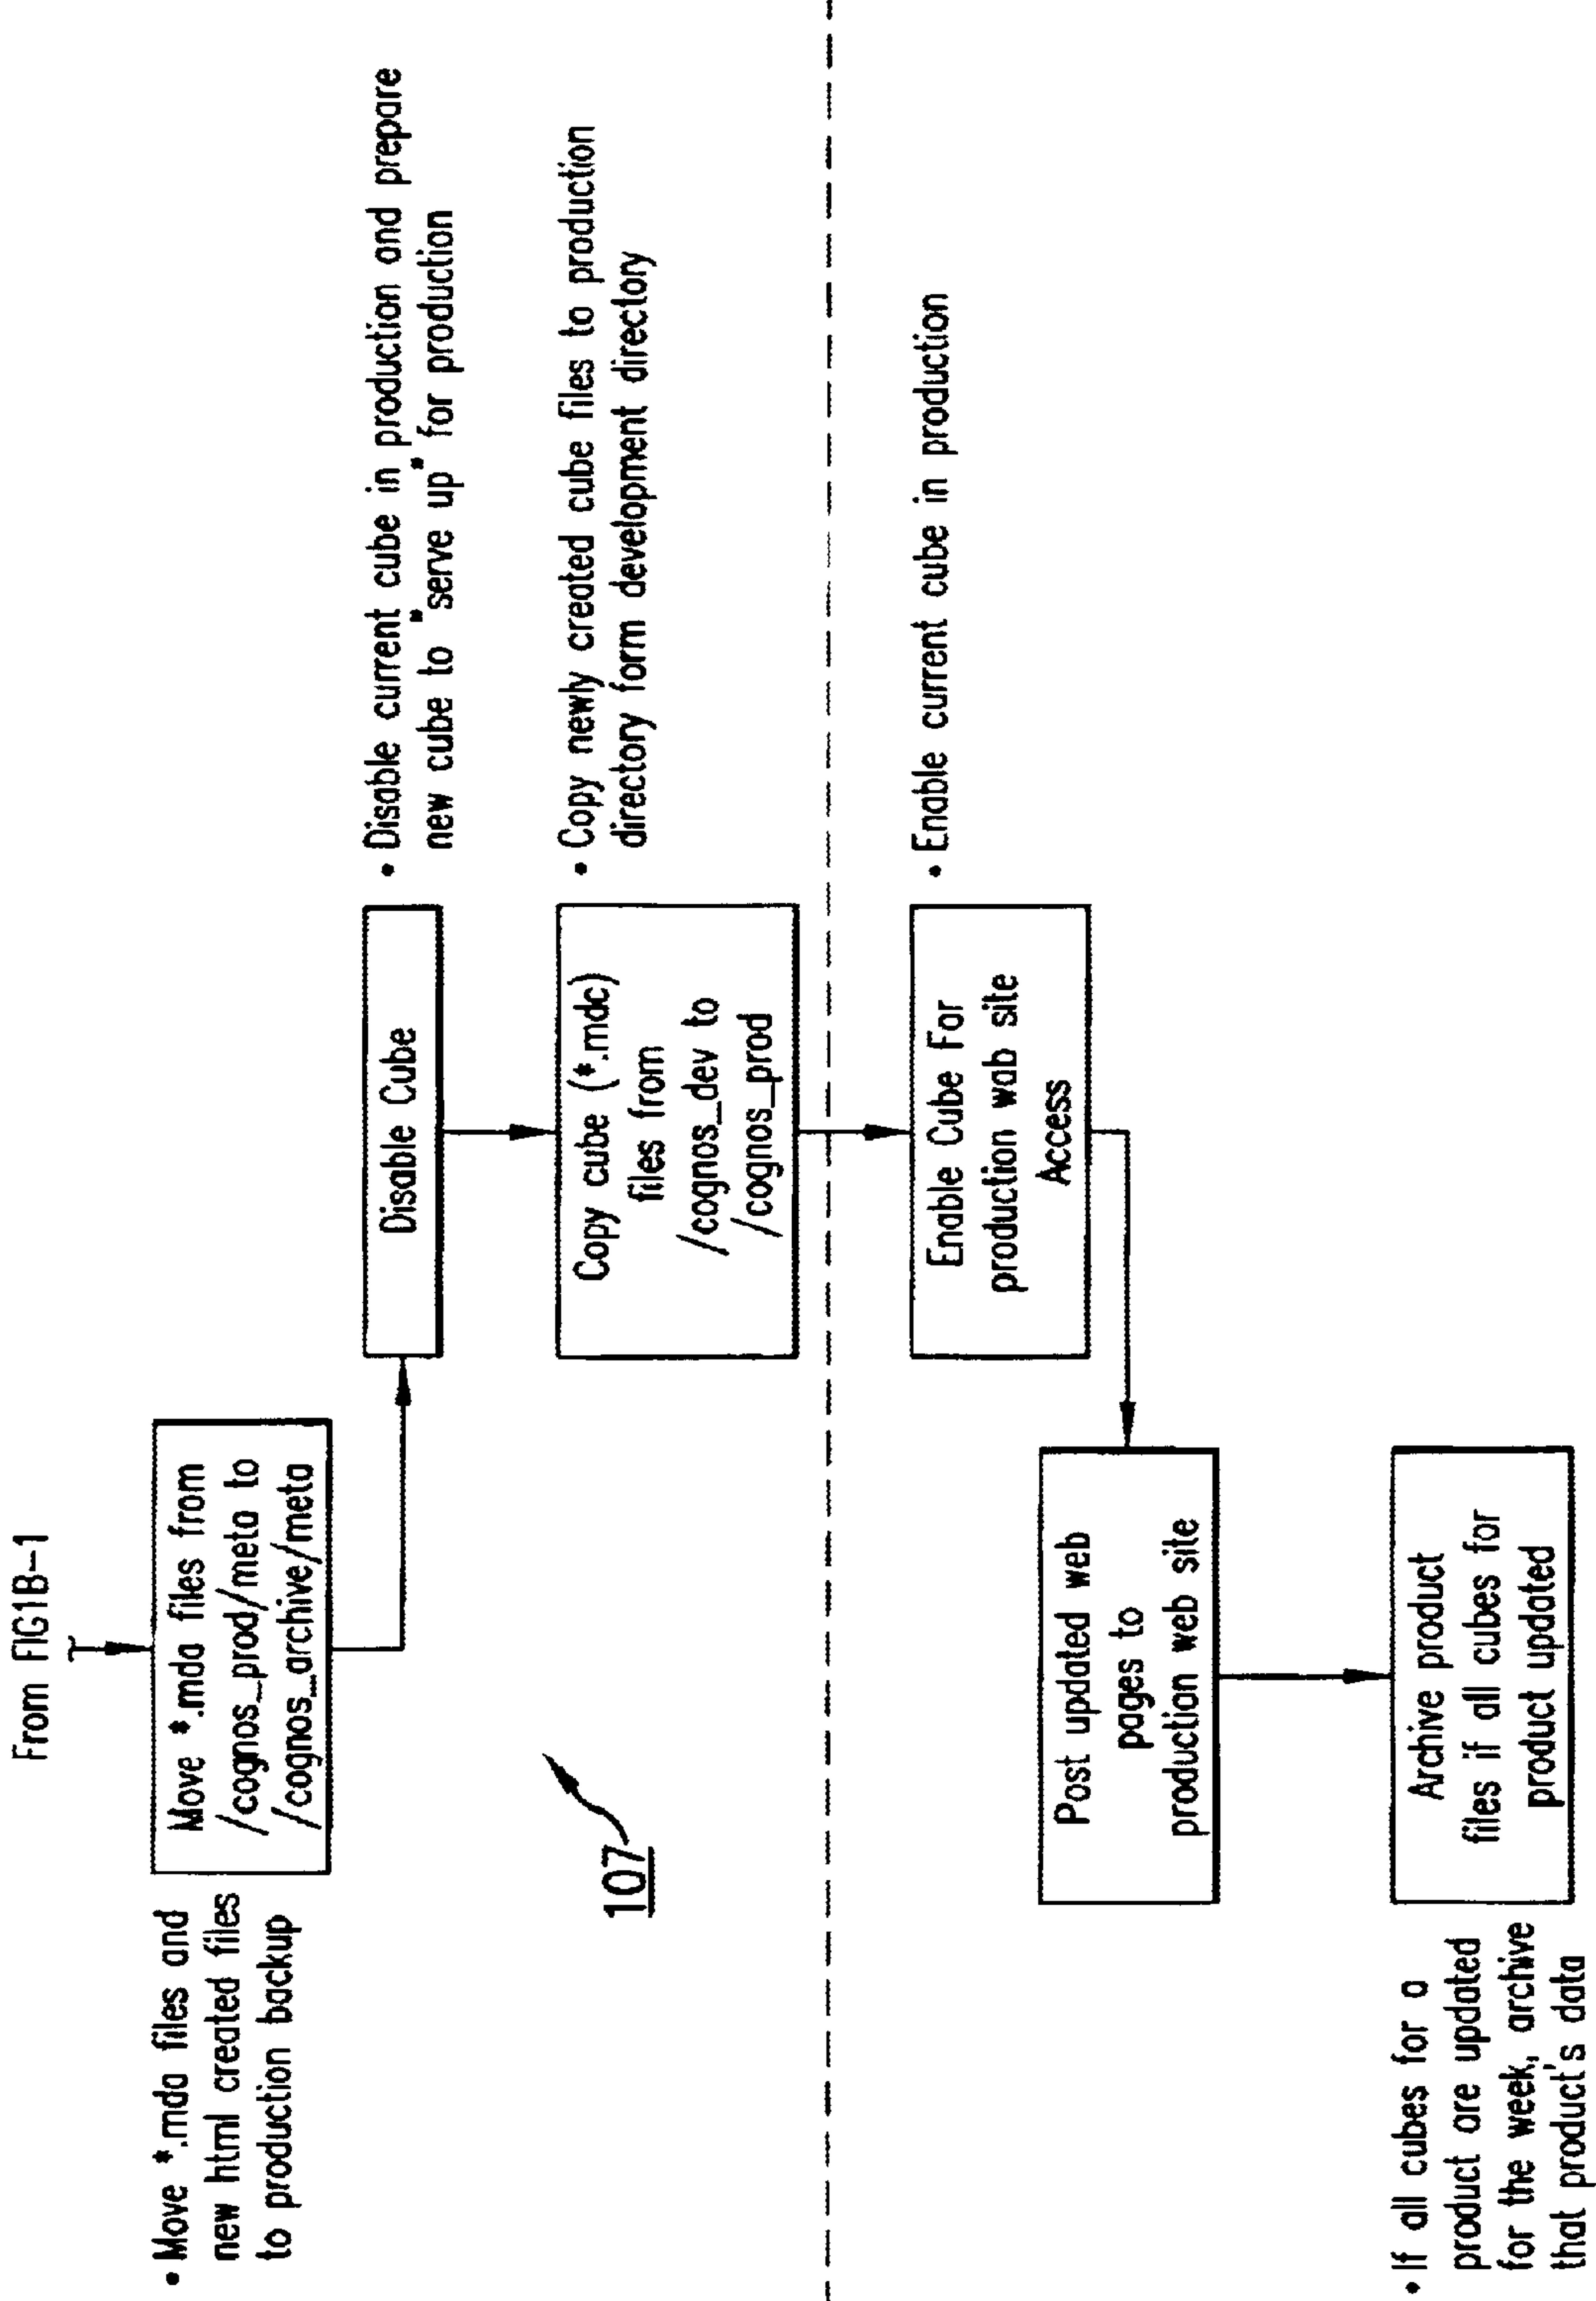 From FIG1B-1
• Move *.mda files and
new html created files
to production backup
Move *.mda files from
/cognos_prod/meta to
/cognos_archive/meta
Disable Cube
• Disable current cube in production and prepare
new cube to "serve up" for production
Copy cube (*.mdc)
files from
/cognos_dev to
/cognos_prod
• Copy newly created cube files to production
directory form development directory
107
Enable Cube For
production wab site
Access
• Enable current cube in production
Post updated web
pages to
production web site
• If all cubes for a
product are updated
for the week, archive
that product's data
Archive product
files if all cubes for
product updated